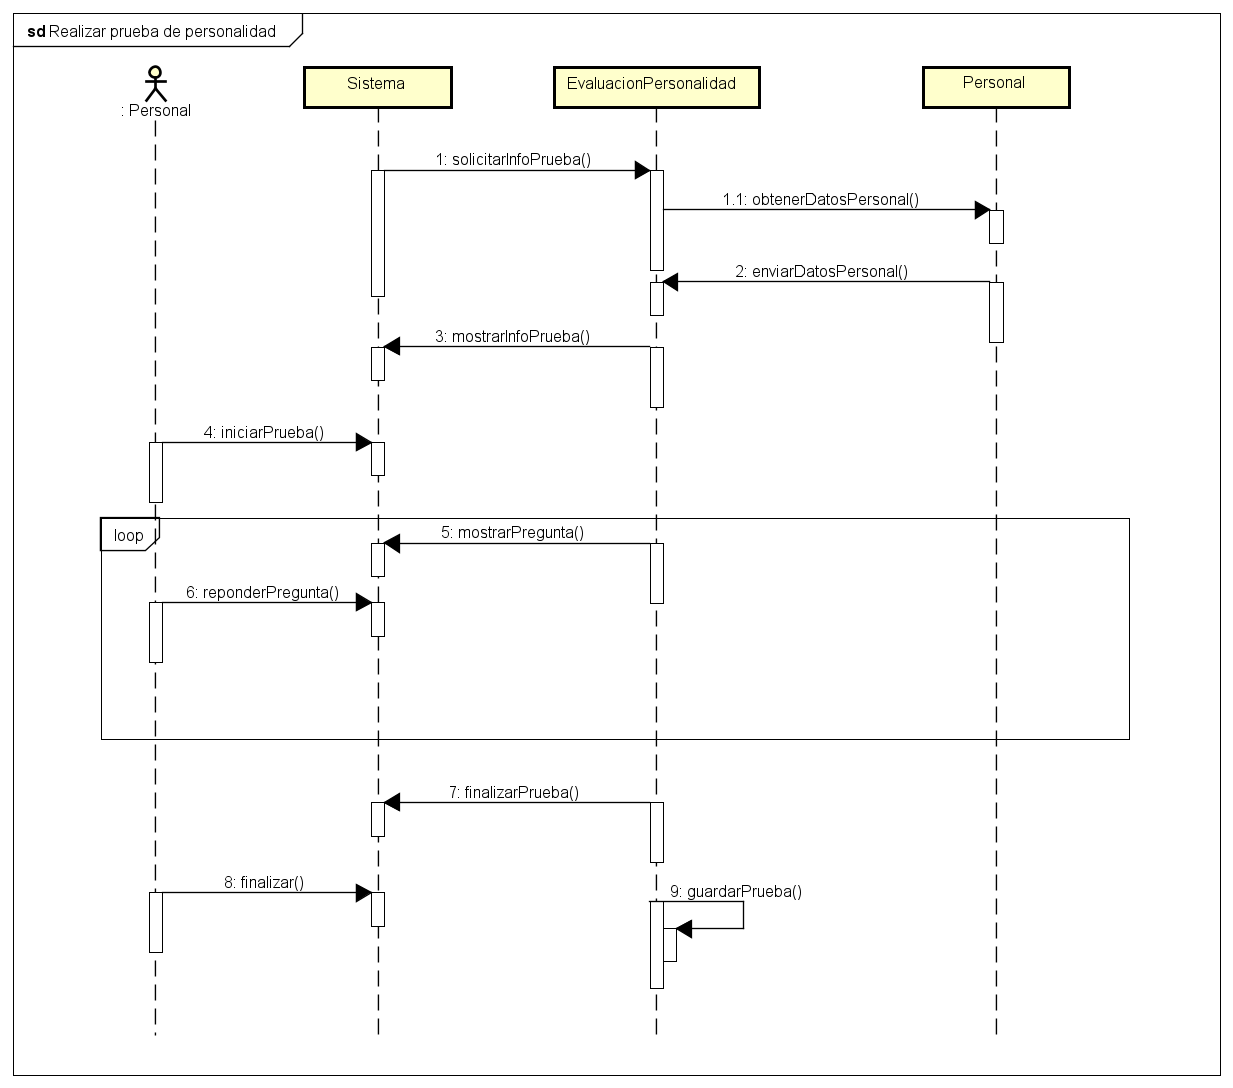 sd Realizar prueba de personalidad
: Personal
Sistema
EvaluacionPersonalidad
Personal
1: solicitarInfoPrueba()
1.1: obtenerDatosPersonal()
2: enviarDatosPersonal()
3: mostrarInfoPrueba()
4: iniciarPrueba()
loop
5: mostrarPregunta()
6: reponderPregunta()
7: finalizarPrueba()
8: finalizar()
9: guardarPrueba()